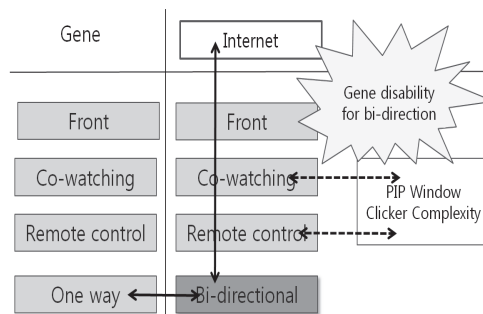 Gene
Internet
Gene disability
for bi-direction
Front
Front
Co-watching
Co-watching
PIP Window
Clicker Complexity
Remote control
Remote control
One way
Bi-directional